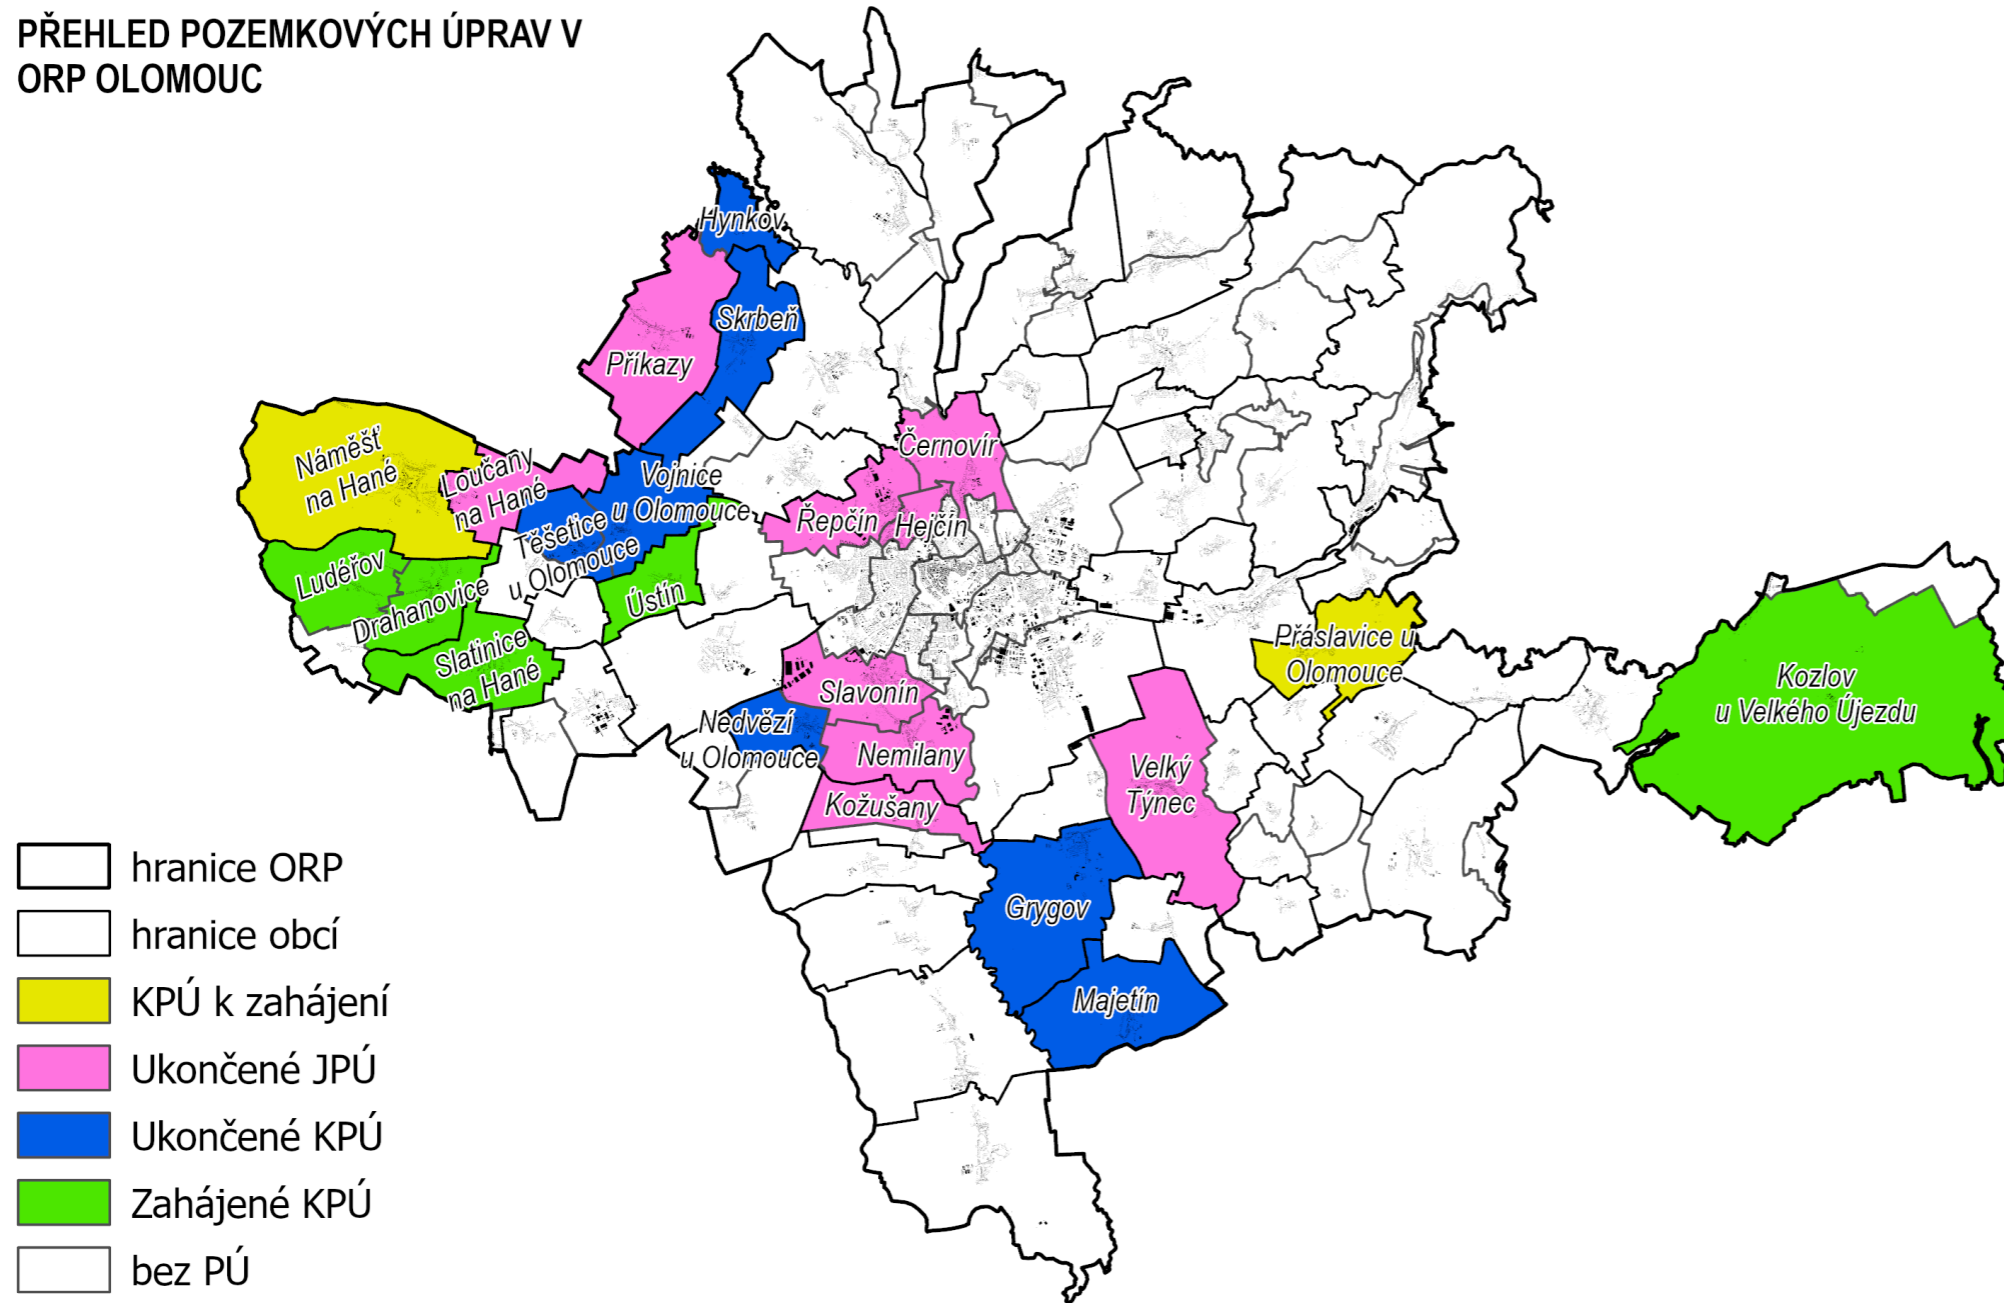 PŘEHLED POZEMKOVÝCH ÚPRAV V
ORP OLOMOUC
Hynkov
Skrbeň
Příkazy
Náměšť
na Hané
Loučany
na Hané
Vojnice
u Olomouce
Těšetice
u Olomouce
Černovír
Řepčín
Hejčín
Luděřov
Drahanovice
Ústín
Slatinice
na Hané
Přáslavice u
Olomouce
Kozlov
u Velkého Újezdu
Slavonín
Nedvězí
u Olomouce
Nemilany
Kožušany
Velký
Týnec
Grygov
Majetín
hranice ORP
hranice obcí
KPÚ k zahájení
Ukončené JPÚ
Ukončené KPÚ
Zahájené KPÚ
bez PÚ